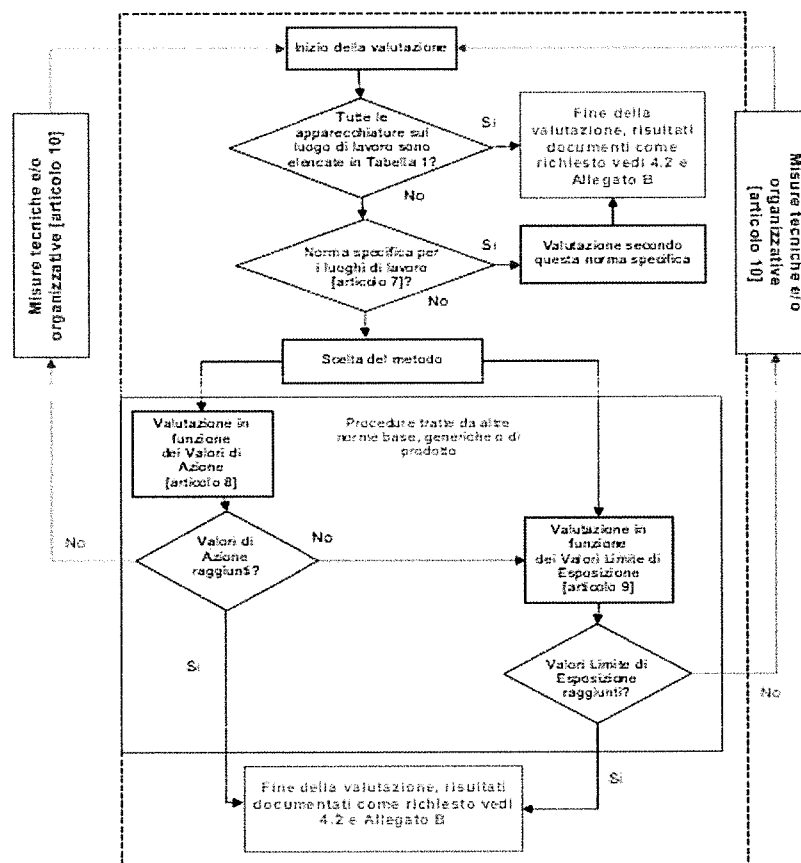 Inizio della valutazione
Tutte le
apparecchiature sul
luogo di lavoro sono
elencate in Tabella 1?
Si
Fine della
valutazione, risultati
documenti come
richiesto vedi 4.2 e
Allegato B
No
Norma specifica per
i luoghi di lavoro
[articolo 7]?
Si
Valutazione secondo
questa norma specifica
No
Misure tecniche e/o
organizzative [articolo 10]
Misure tecniche e/o
organizzative
[articolo 10]
Scelta del metodo
Valutazione in
funzione
dei Valori di
Azione
[articolo 8]
Procedure tratte da altre
norme base, generiche o di
prodotto
Valori di
Azione
raggiunti?
No
No
Valutazione in
funzione
dei Valori Limite di
Esposizione
[articolo 9]
Si
Valori Limite di
Esposizione
raggiunti?
No
Si
Fine della valutazione, risultati
documentati come richiesto vedi
4.2 e Allegato B